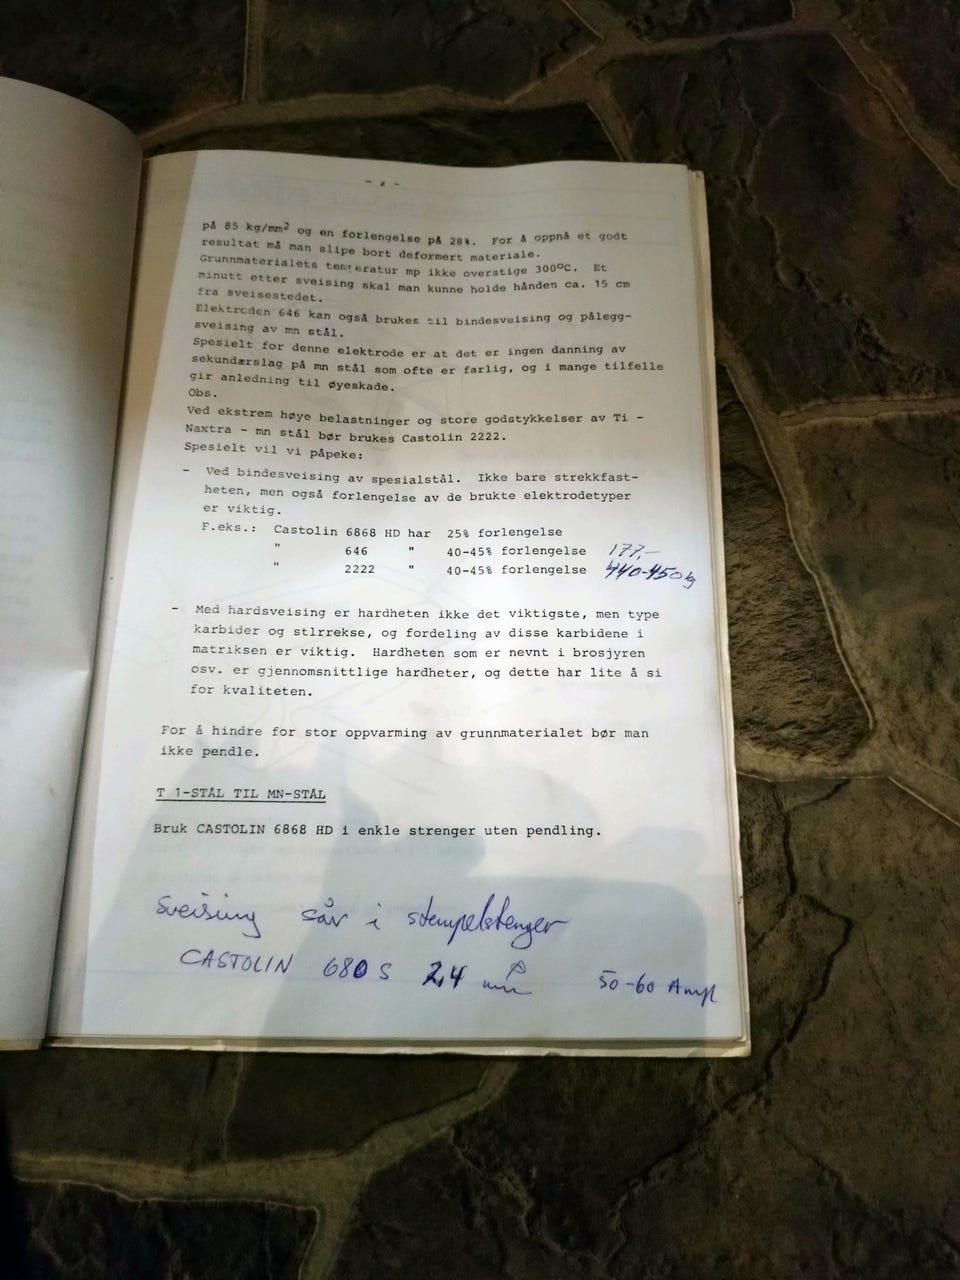 - 2 -
på 85 kg/mm2 og en forlengelse på 28%. For å oppnå et godt
resultat må man slipe bort deformert materiale.
Grunnmaterialets temreratur mp ikke overstige 300ºC. Et
minutt etter sveising skal man kunne holde hånden ca. 15 cm
fra sveisestedet.
Elektroden 646 kan også brukes til bindesveising og pålegg-
sveising av mn stål.
Spesielt for denne elektrode er at det er ingen danning av
sekundærslag på mn stål som ofte er farlig, og i mange tilfelle
gir anledning til øyeskade.
Obs.
Ved ekstrem høye belastninger og store godstykkelser av Ti -
Naxtra - mn stål bør brukes Castolin 2222.
Spesielt vil vi påpeke:
- Ved bindesveising av spesialstål. Ikke bare strekkfast-
heten, men også forlengelse av de brukte elektrodetyper
er viktig.
F.eks.: Castolin 6868 HD har 25% forlengelse
" 646 " 40-45% forlengelse 177,-
" 2222 " 40-45% forlengelse 440-450 kg
- Med hardsveising er hardheten ikke det viktigste, men type
karbider og stlrrekse, og fordeling av disse karbidene i
matriksen er viktig. Hardheten som er nevnt i brosjyren
osv. er gjennomsnittlige hardheter, og dette har lite å si
for kvaliteten.
For å hindre for stor oppvarming av grunnmaterialet bør man
ikke pendle.
T 1-STÅL TIL MN-STÅL
Bruk CASTOLIN 6868 HD i enkle strenger uten pendling.
Sveising sår i stempelstenger
CASTOLIN 680 S 2,4 mm 50-60 Amp